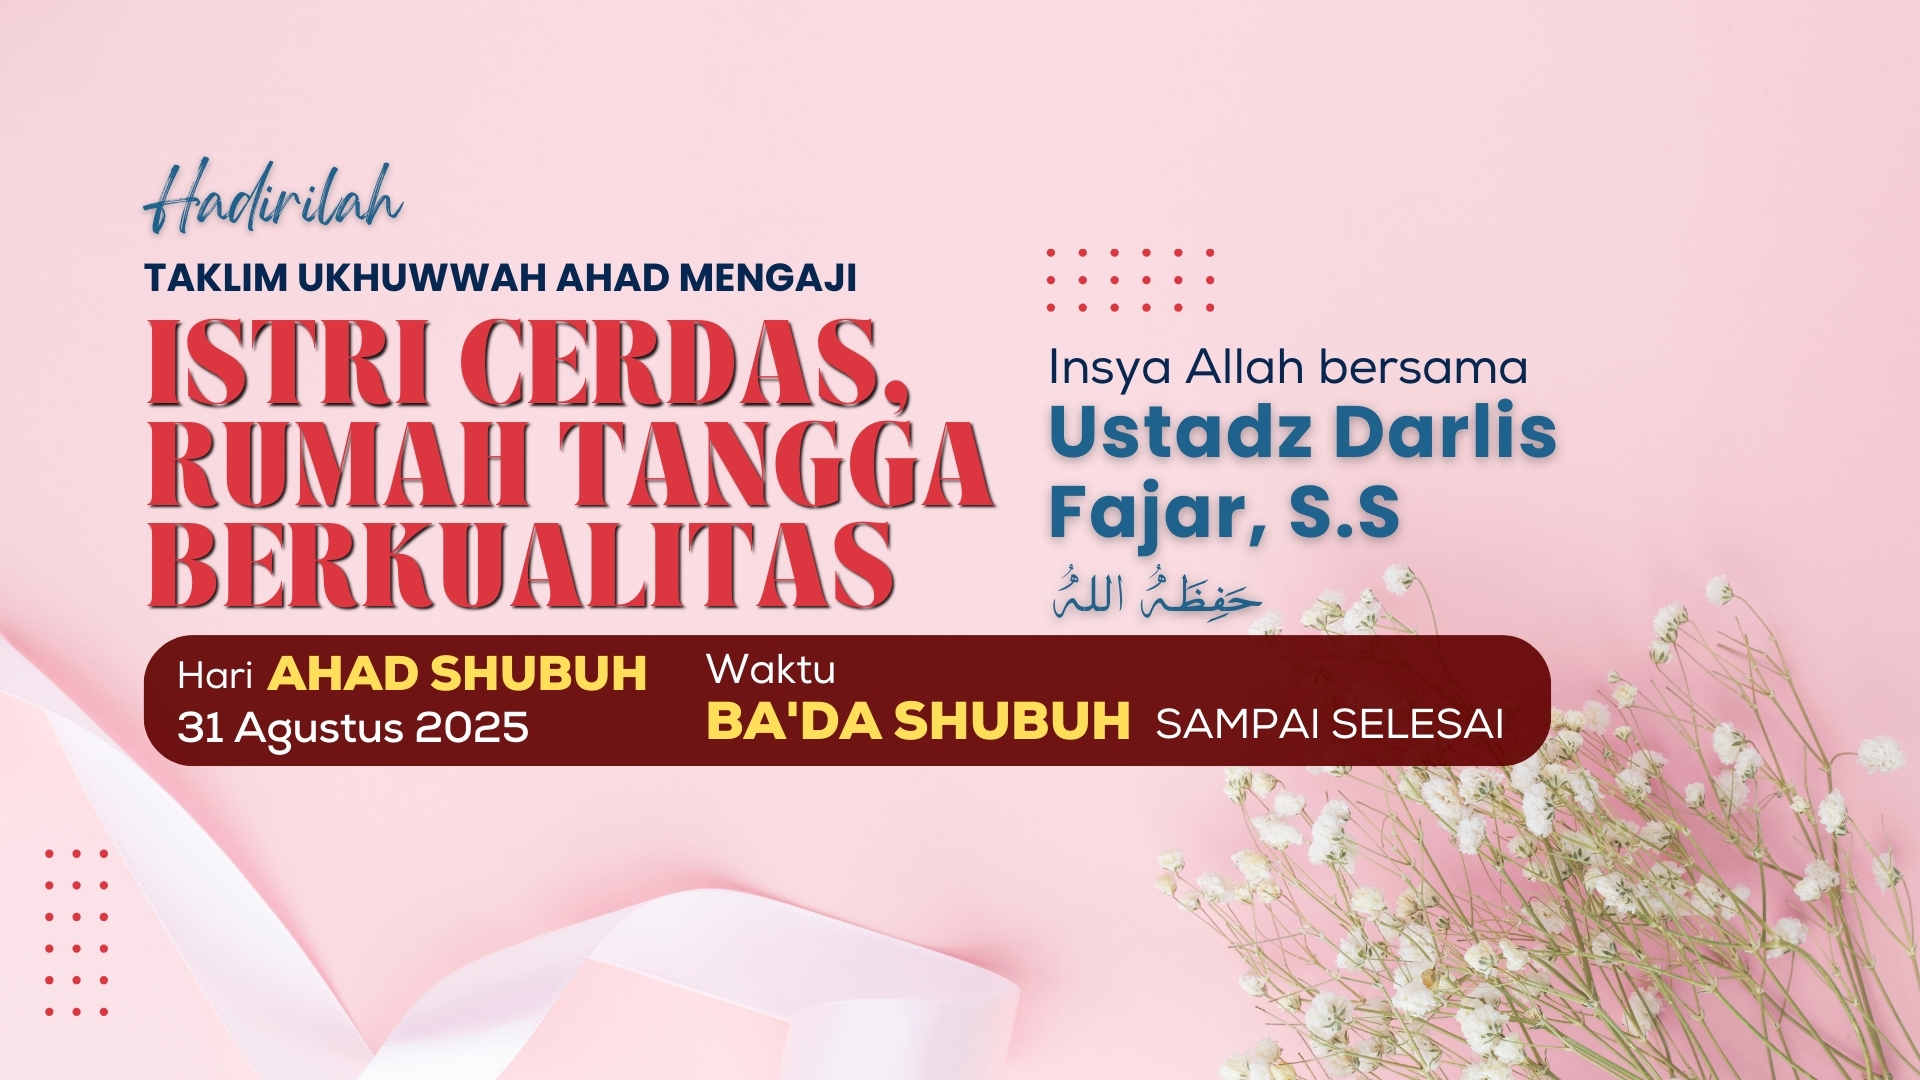 Hadirilah
TAKLIM UKHUWWAH AHAD MENGAJI
ISTRI CERDAS,
RUMAH TANGGA
BERKUALITAS
Insya Allah bersama
Ustadz Darlis
Fajar, S.S
حَفِظَهُ اللهُ
Hari AHAD SHUBUH
31 Agustus 2025
Waktu
BA'DA SHUBUH SAMPAI SELESAI